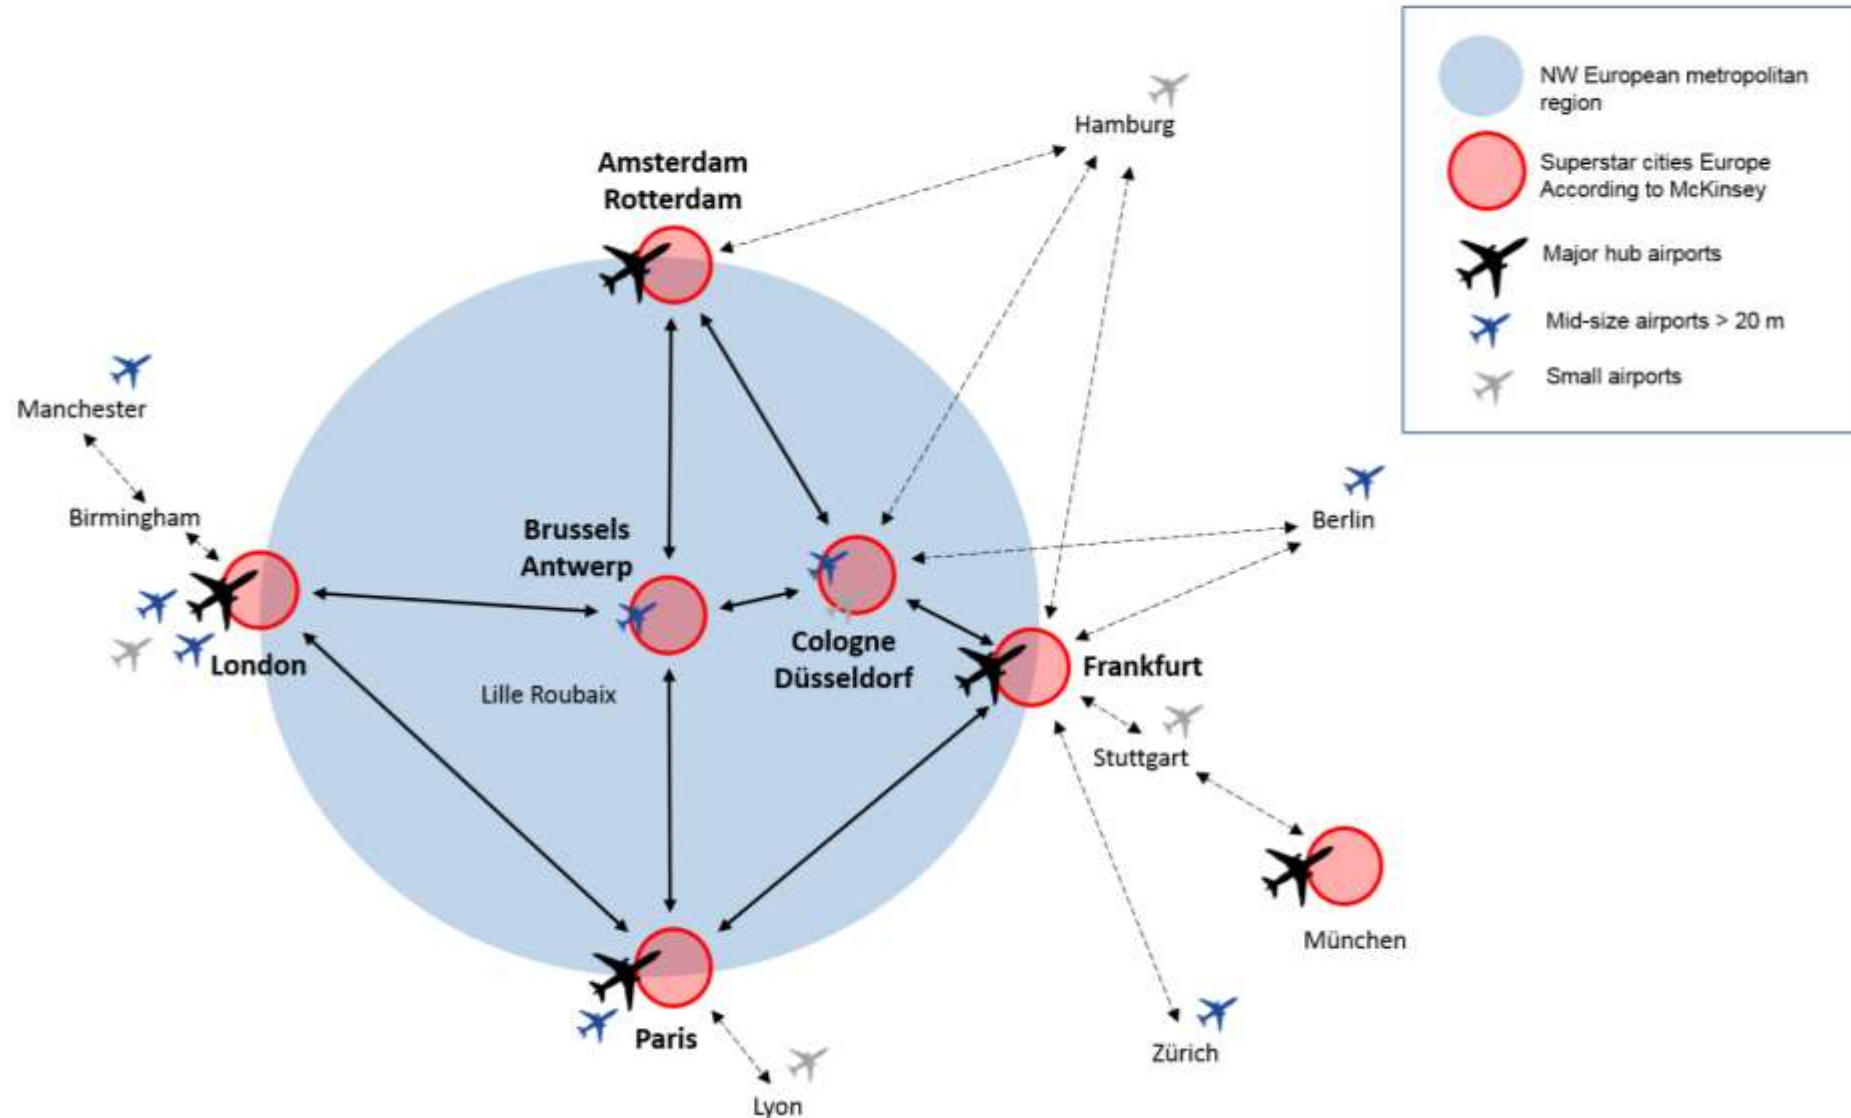 NW European metropolitan
region
Superstar cities Europe
According to McKinsey
Major hub airports
Mid-size airports > 20 m
Small airports
Hamburg
Amsterdam
Rotterdam
Manchester
Birmingham
Berlin
Brussels
Antwerp
London
Cologne
Düsseldorf
Frankfurt
Lille Roubaix
Stuttgart
München
Paris
Zürich
Lyon